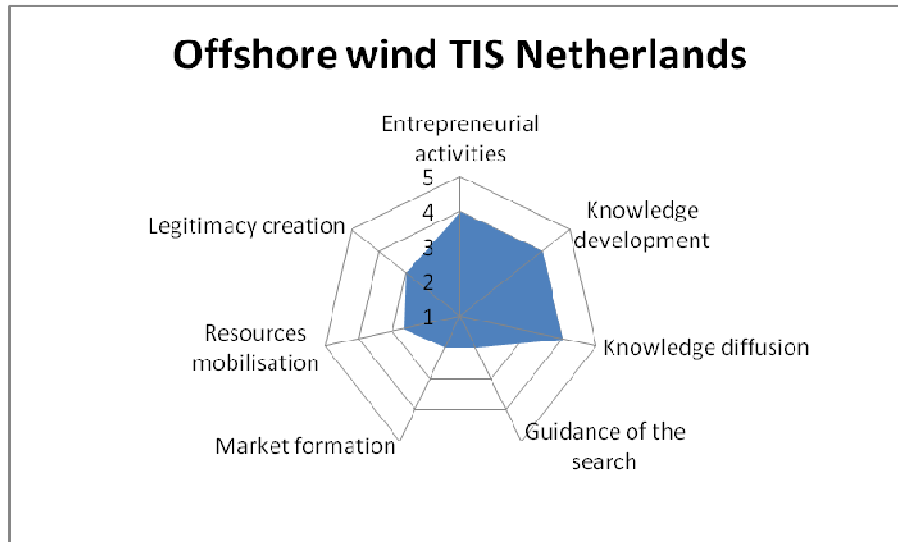 Offshore wind TIS Netherlands
Entrepreneurial
activities
5
4
3
2
1
Knowledge
development
Knowledge diffusion
Guidance of the
search
Market formation
Resources
mobilisation
Legitimacy creation